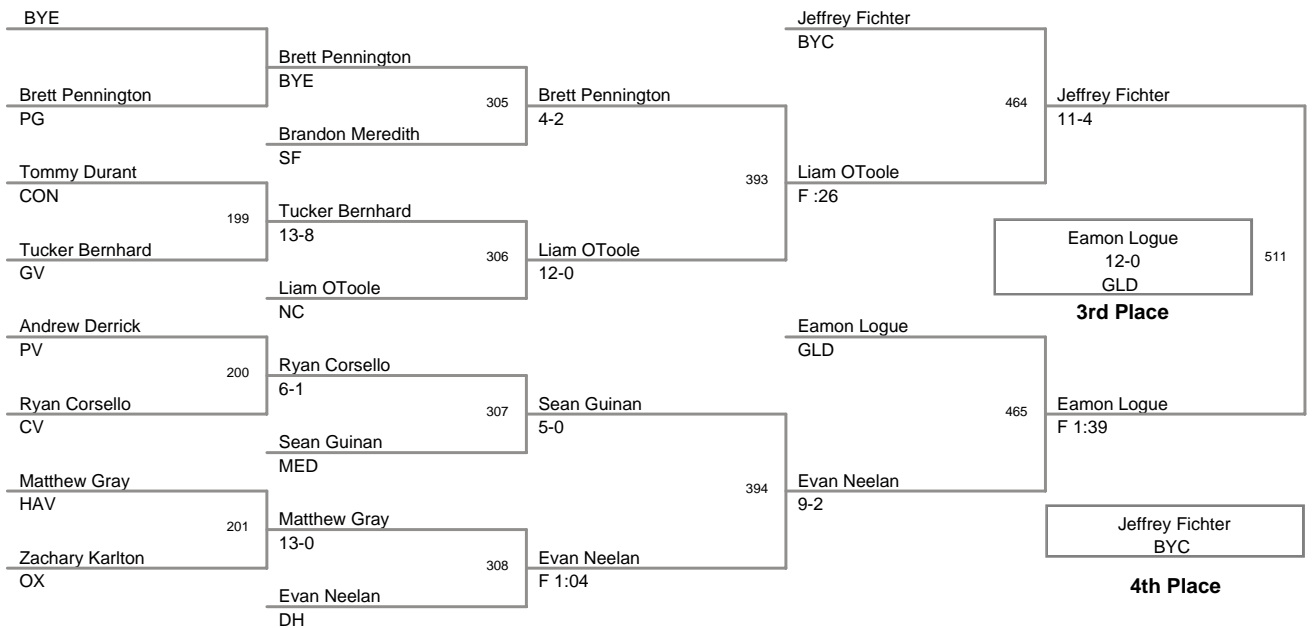 BYE
Brett Pennington
PG
Tommy Durant
CON
199
Tucker Bernhard
GV
Andrew Derrick
PV
200
Ryan Corsello
CV
Matthew Gray
HAV
201
Zachary Karlton
OX
Brett Pennington
BYE
305
Brandon Meredith
SF
Tucker Bernhard
13-8
306
Liam OToole
NC
Ryan Corsello
6-1
307
Sean Guinan
MED
Matthew Gray
13-0
308
Evan Neelan
DH
Brett Pennington
4-2
393
Liam OToole
12-0
Sean Guinan
5-0
394
Evan Neelan
F 1:04
Jeffrey Fichter
BYC
464
Liam OToole
F :26
Eamon Logue
GLD
465
Evan Neelan
9-2
Jeffrey Fichter
11-4
Eamon Logue
12-0
GLD
511
3rd Place
Eamon Logue
F 1:39
Jeffrey Fichter
BYC
4th Place